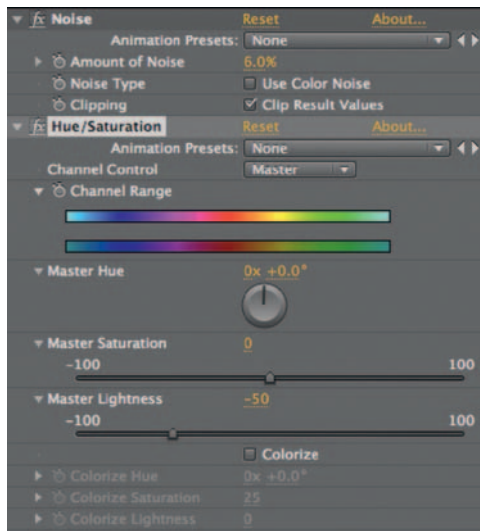 fx Noise Reset About...
Animation Presets: None
Amount of Noise 6.0%
Noise Type Use Color Noise
Clipping Clip Result Values
fx Hue/Saturation Reset About...
Animation Presets: None
Channel Control Master
Channel Range
Master Hue 0x +0.0°
Master Saturation 0
-100 100
Master Lightness -50
-100 100
Colorize
Colorize Hue 0x +0.0°
Colorize Saturation 25
Colorize Lightness 0